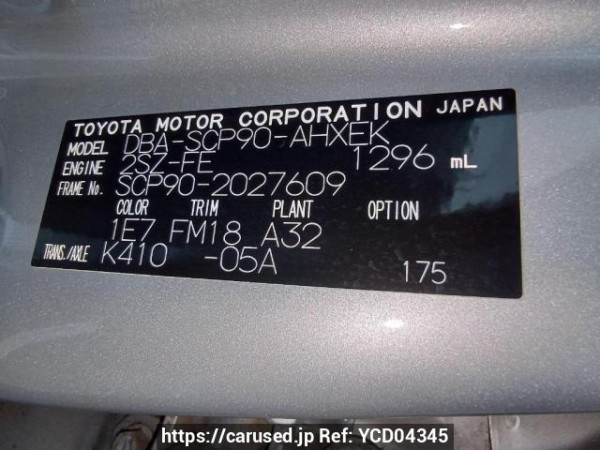 TOYOTA MOTOR CORPORATION JAPAN
MODEL DBA-SCP90-AHXEK
ENGINE 2SZ-FE 1296 mL
FRAME No. SCP90-2027609
COLOR TRIM PLANT OPTION
1E7 FM18 A32
TRANS./AXLE K410 -05A 175
https://carused.jp Ref: YCD04345